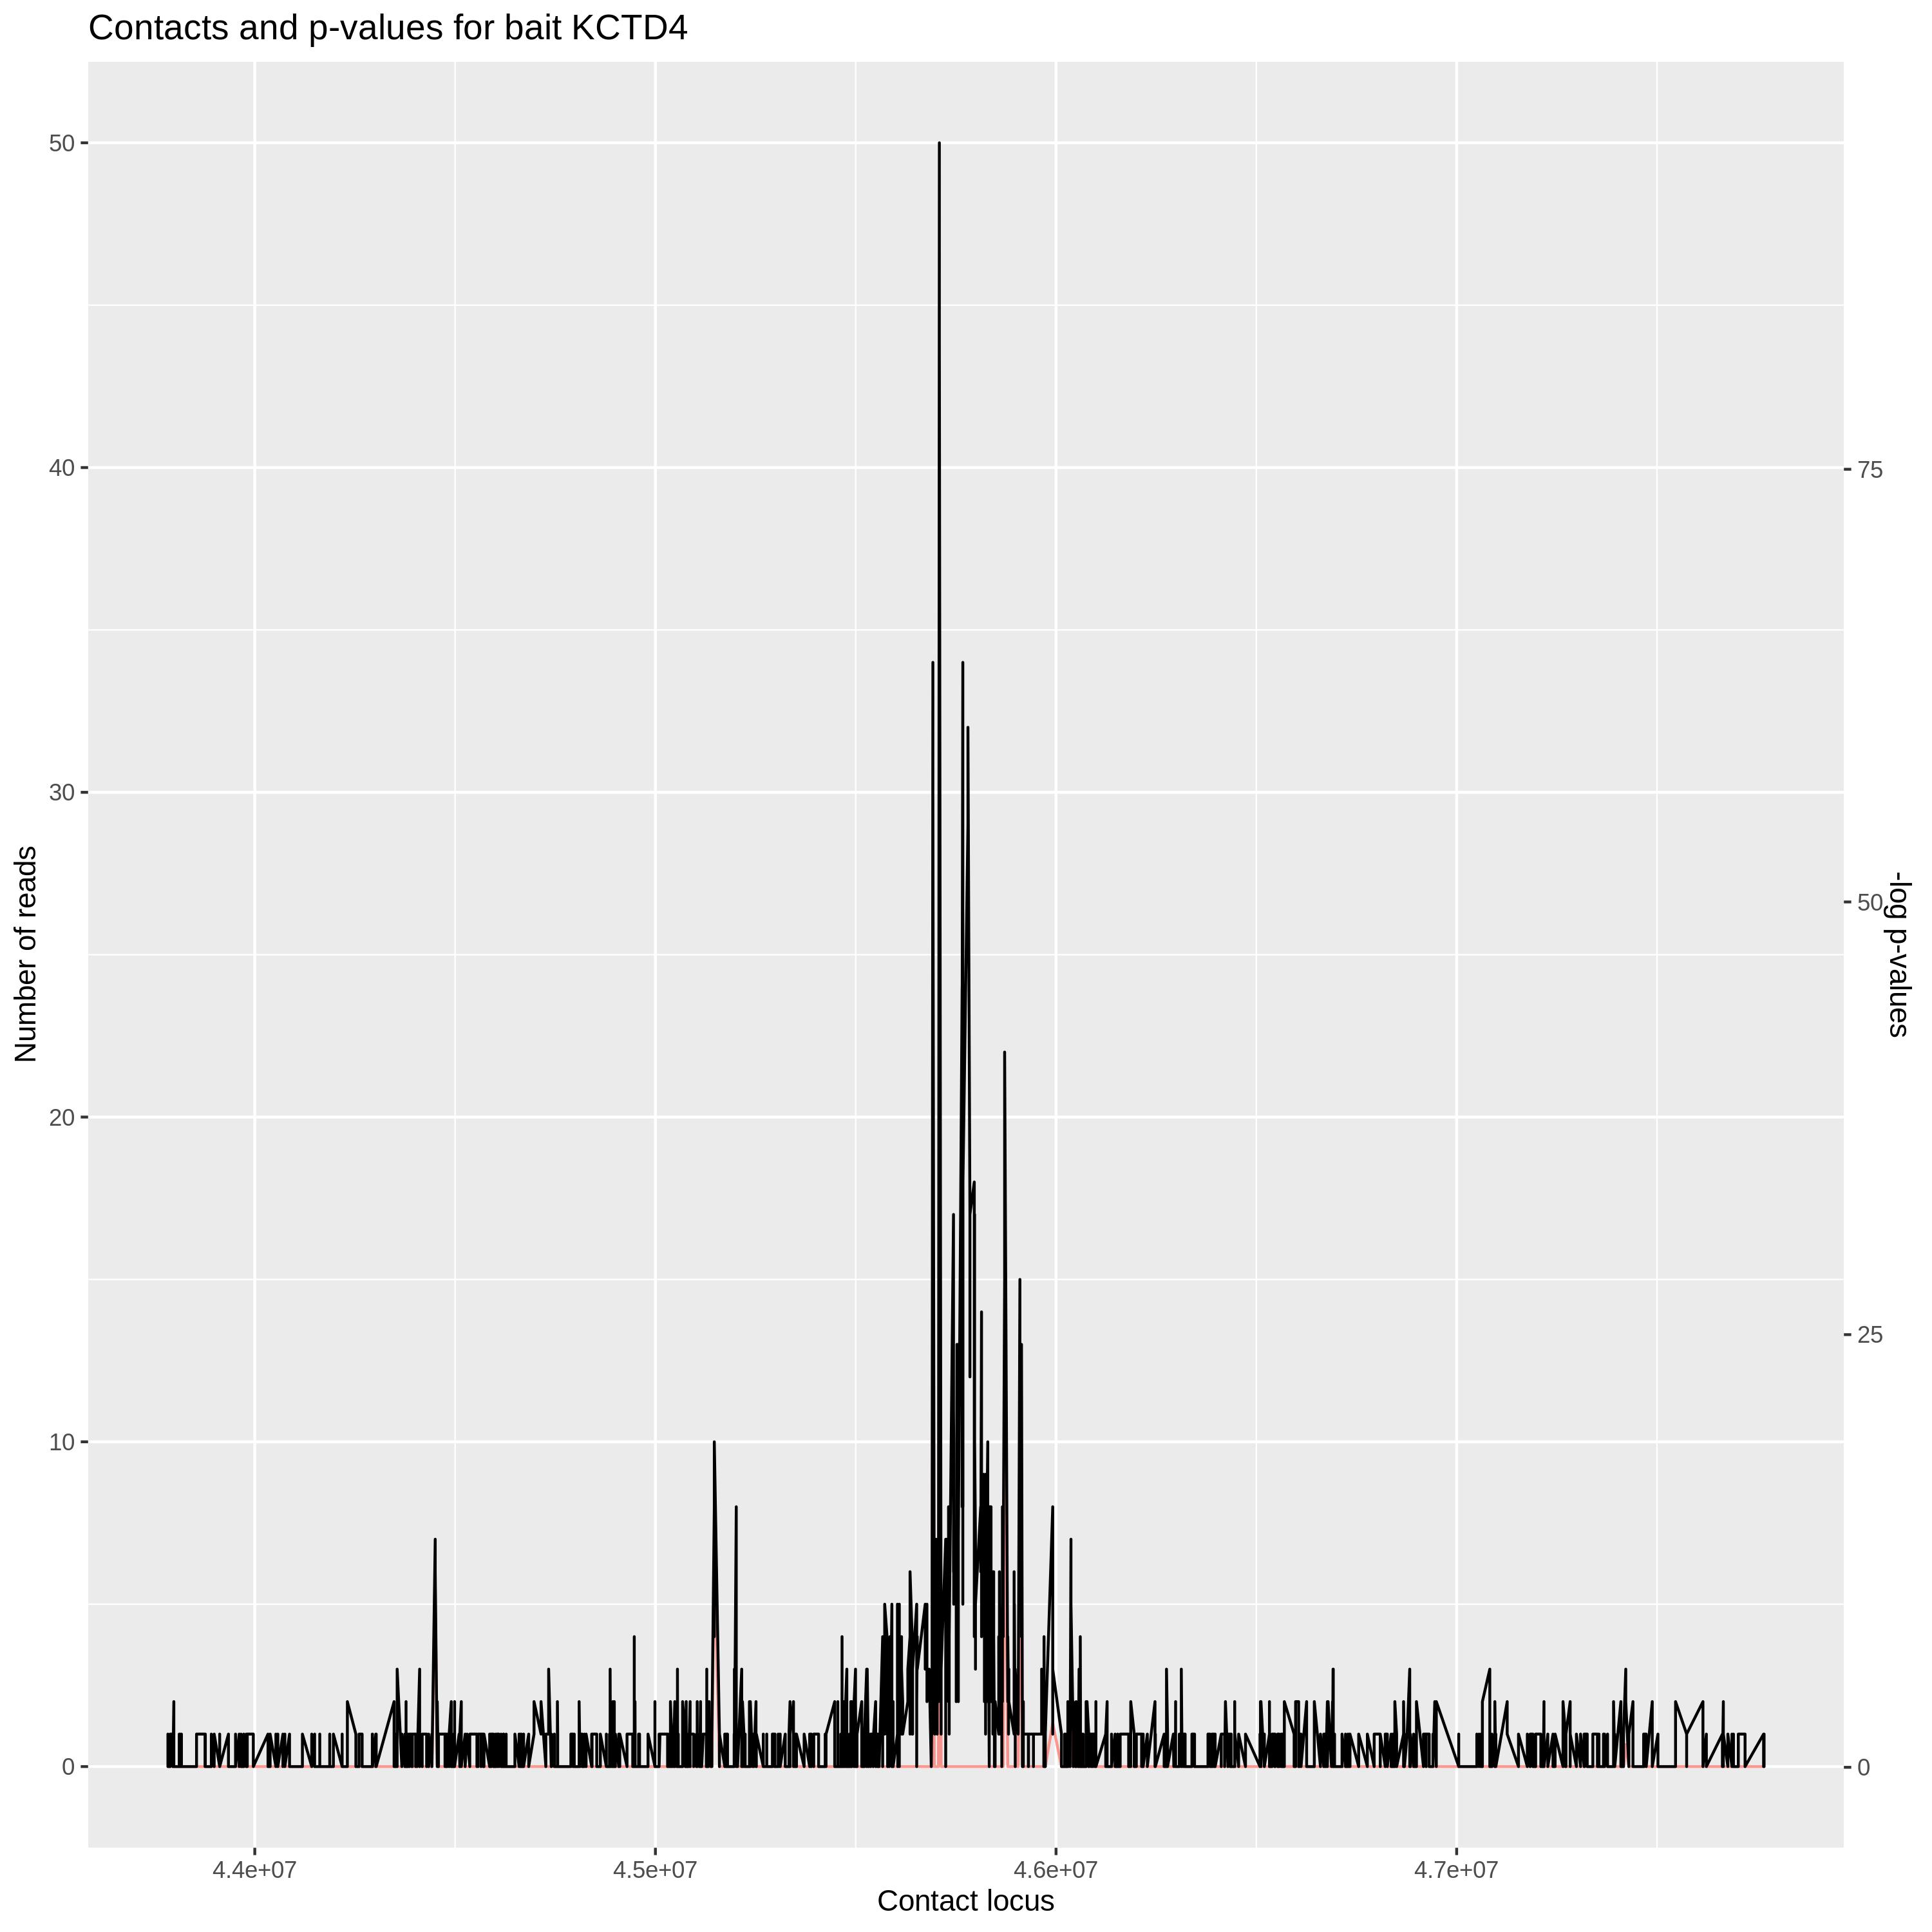 Contacts and p-values for bait KCTD4
50
40
30
20
10
0
Number of reads
75
50
25
0
-log p-values
4.4e+07
4.5e+07
4.6e+07
4.7e+07
Contact locus